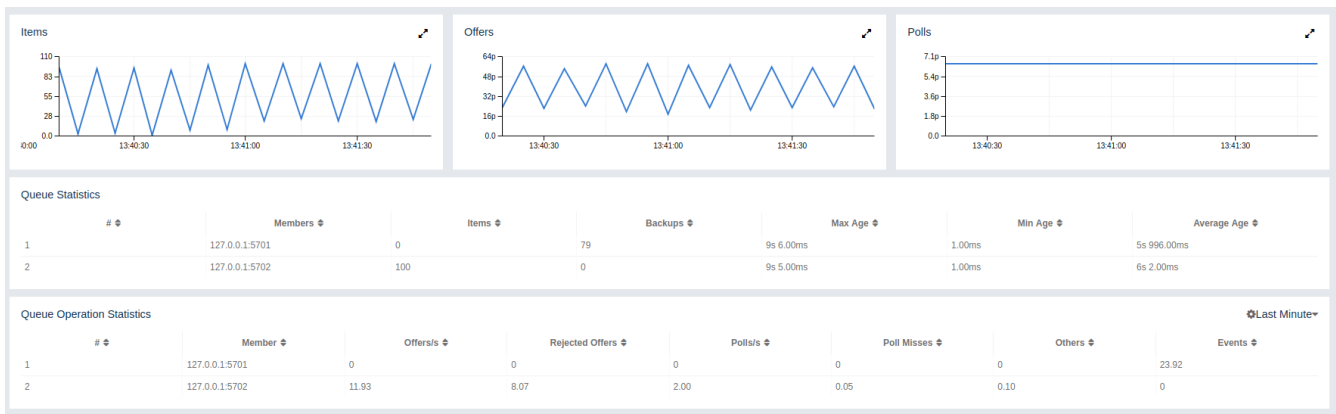 Items
110
83
55
28
0.0
i0:00
13:40:30
13:41:00
13:41:30
Offers
64p
48p
32p
16p
0.0
13:40:30
13:41:00
13:41:30
Polls
7.1p
5.4p
3.6p
1.8p
0.0
13:40:30
13:41:00
13:41:30
Queue Statistics
# Members Items Backups Max Age Min Age Average Age
1 127.0.0.1:5701 0 79 9s 6.00ms 1.00ms 5s 996.00ms
2 127.0.0.1:5702 100 0 9s 5.00ms 1.00ms 6s 2.00ms
Queue Operation Statistics Last Minute
# Member Offers/s Rejected Offers Polls/s Poll Misses Others Events
1 127.0.0.1:5701 0 0 0 0 0 23.92
2 127.0.0.1:5702 11.93 8.07 2.00 0.05 0.10 0